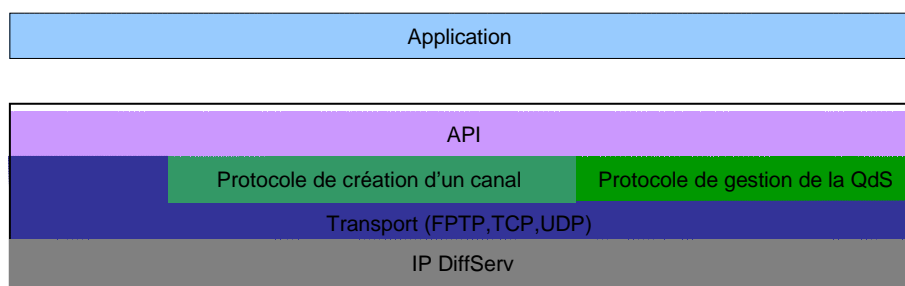 Application
API
Protocole de création d'un canal
Protocole de gestion de la QdS
Transport (FPTP,TCP,UDP)
IP DiffServ